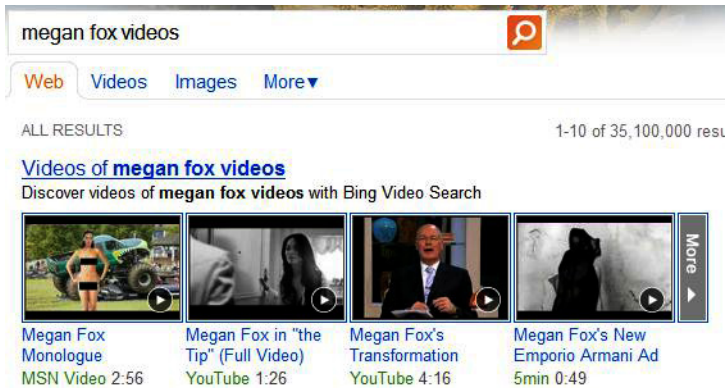 megan fox videos
Web Videos Images More▼
ALL RESULTS 1-10 of 35,100,000 resu
Videos of megan fox videos
Discover videos of megan fox videos with Bing Video Search
More
Megan Fox Megan Fox in "the Megan Fox's Megan Fox's New
Monologue Tip" (Full Video) Transformation Emporio Armani Ad
MSN Video 2:56 YouTube 1:26 YouTube 4:16 5min 0:49